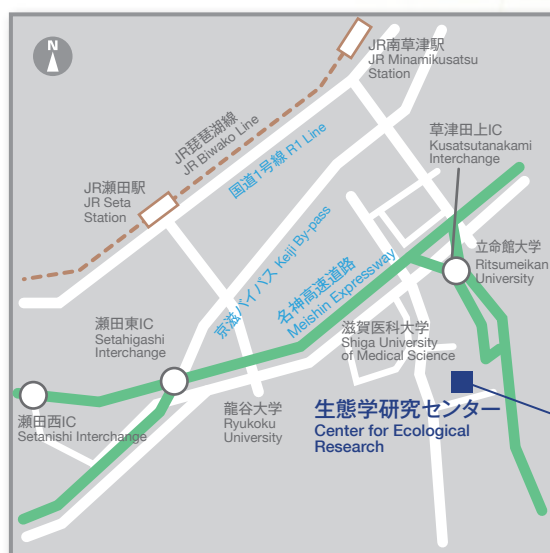 N
JR南草津駅
JR Minamikusatsu
Station
JR琵琶湖線
JR Biwako Line
国道1号線 R1 Line
草津田上IC
Kusatsutanakami
Interchange
JR瀬田駅
JR Seta
Station
京滋バイパス Keiji By-pass
名神高速道路
Meishin Expressway
立命館大学
Ritsumeikan
University
瀬田東IC
Setahigashi
Interchange
滋賀医科大学
Shiga University
of Medical Science
瀬田西IC
Setanishi Interchange
龍谷大学
Ryukoku
University
生態学研究センター
Center for Ecological
Research